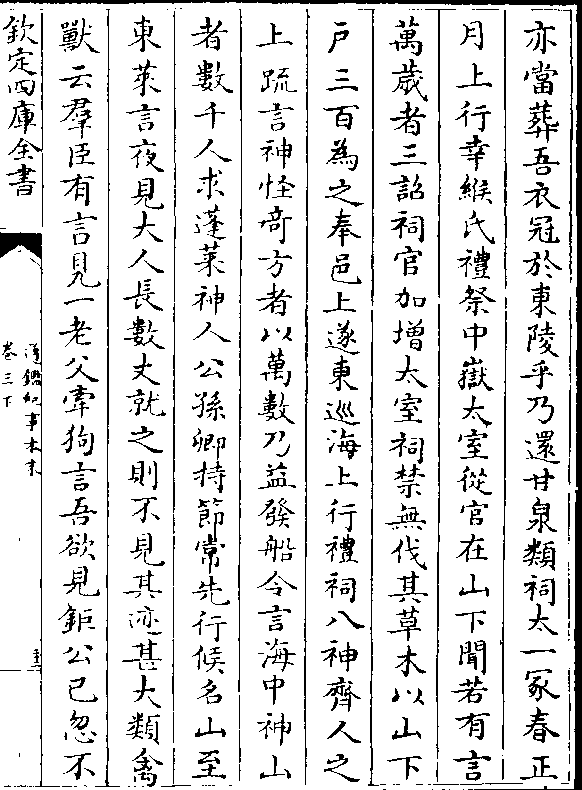 亦當葬吾衣冠於東陵乎乃還甘泉類祠太一冡春正
月上行幸緱氏禮祭中嶽太室從官在山下聞若有言
萬歲者三詔祠官加增太室祠禁無伐其草木以山下
戸三百為之奉邑上遂東巡海上行禮祠八神齊人之
上疏言神怪竒方者以萬數乃益發船令言海中神山
者數千人求蓬萊神人公孫卿持節常先行候名山至
東萊言夜見大人長數丈就之則不見其迹甚大類禽
獸云羣臣有言見一老父牽狗言吾欲見鉅公已忽不
欽定四庫全書
通鑑紀事本末
卷三下